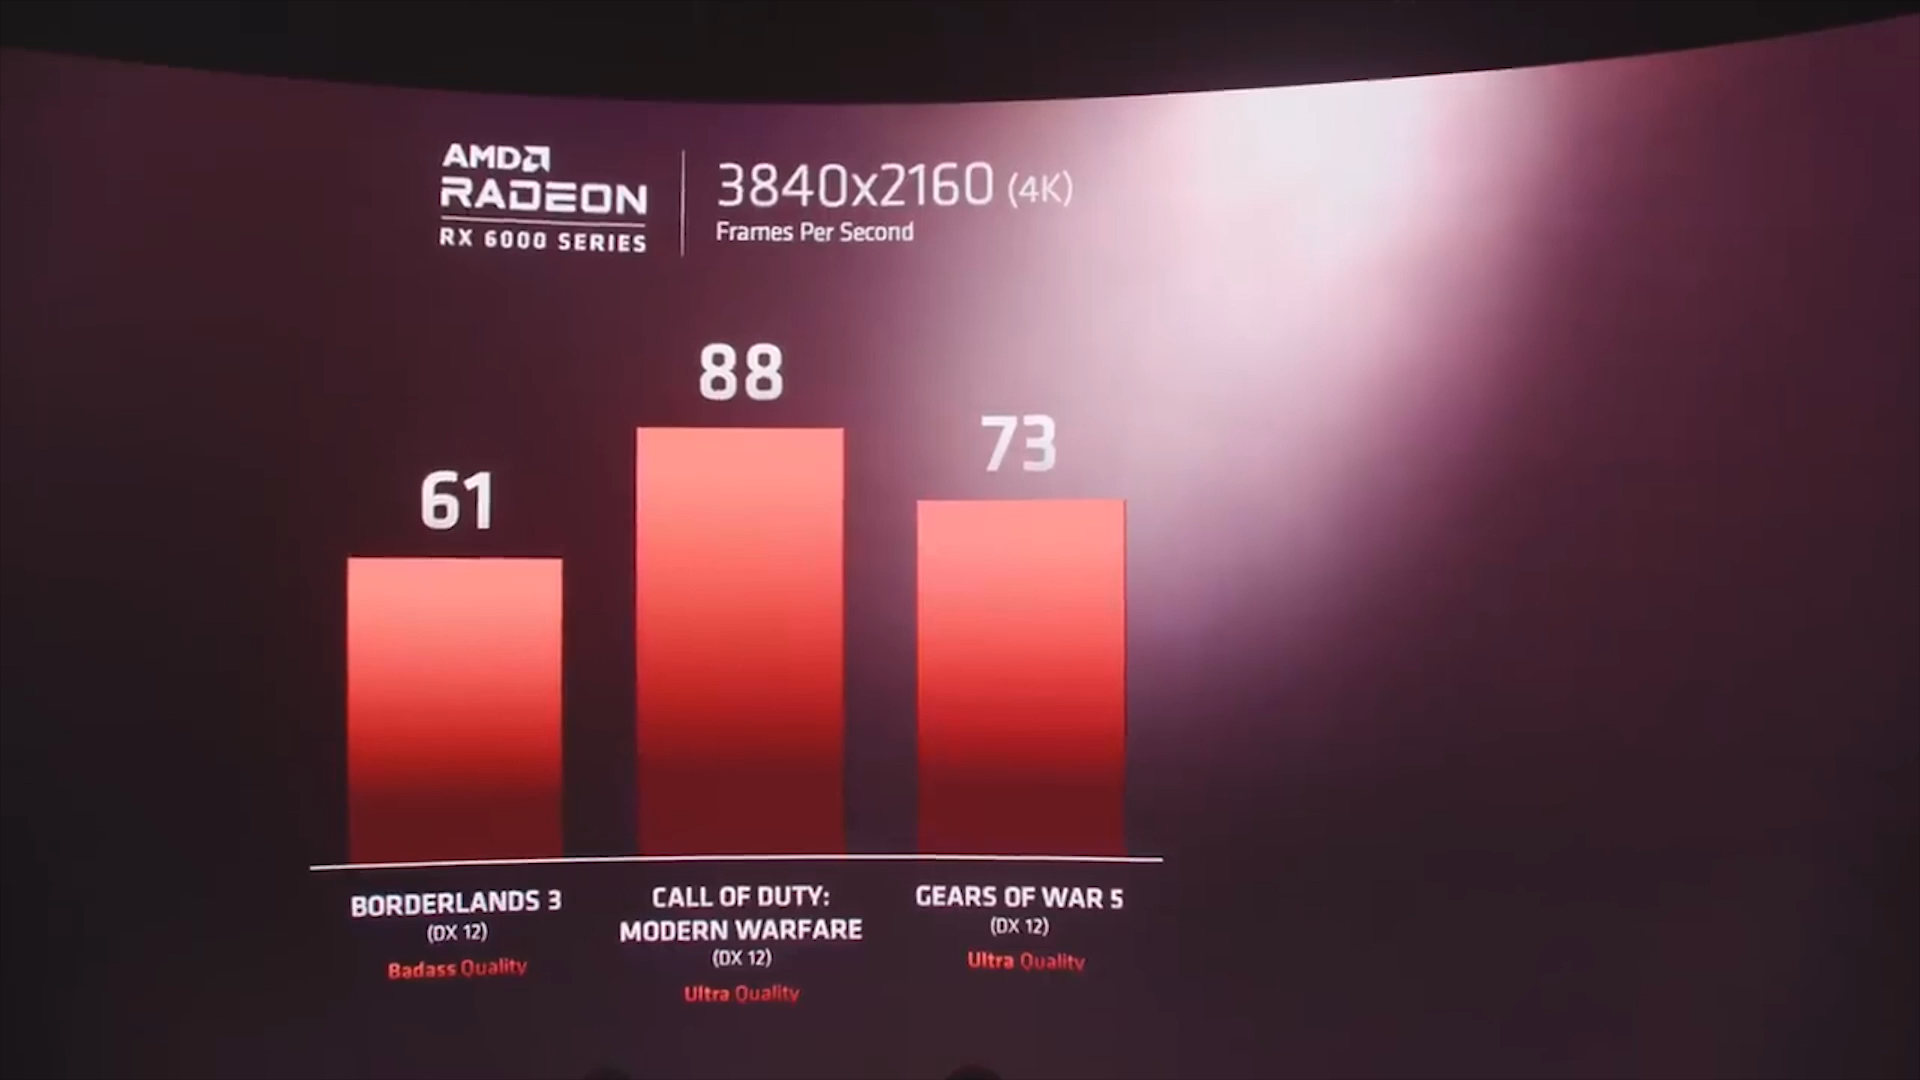 AMD
RADEON
RX 6000 SERIES
3840x2160 (4K)
Frames Per Second
61
88
73
BORDERLANDS 3
(DX 12)
Badass Quality
CALL OF DUTY:
MODERN WARFARE
(DX 12)
Ultra Quality
GEARS OF WAR 5
(DX 12)
Ultra Quality